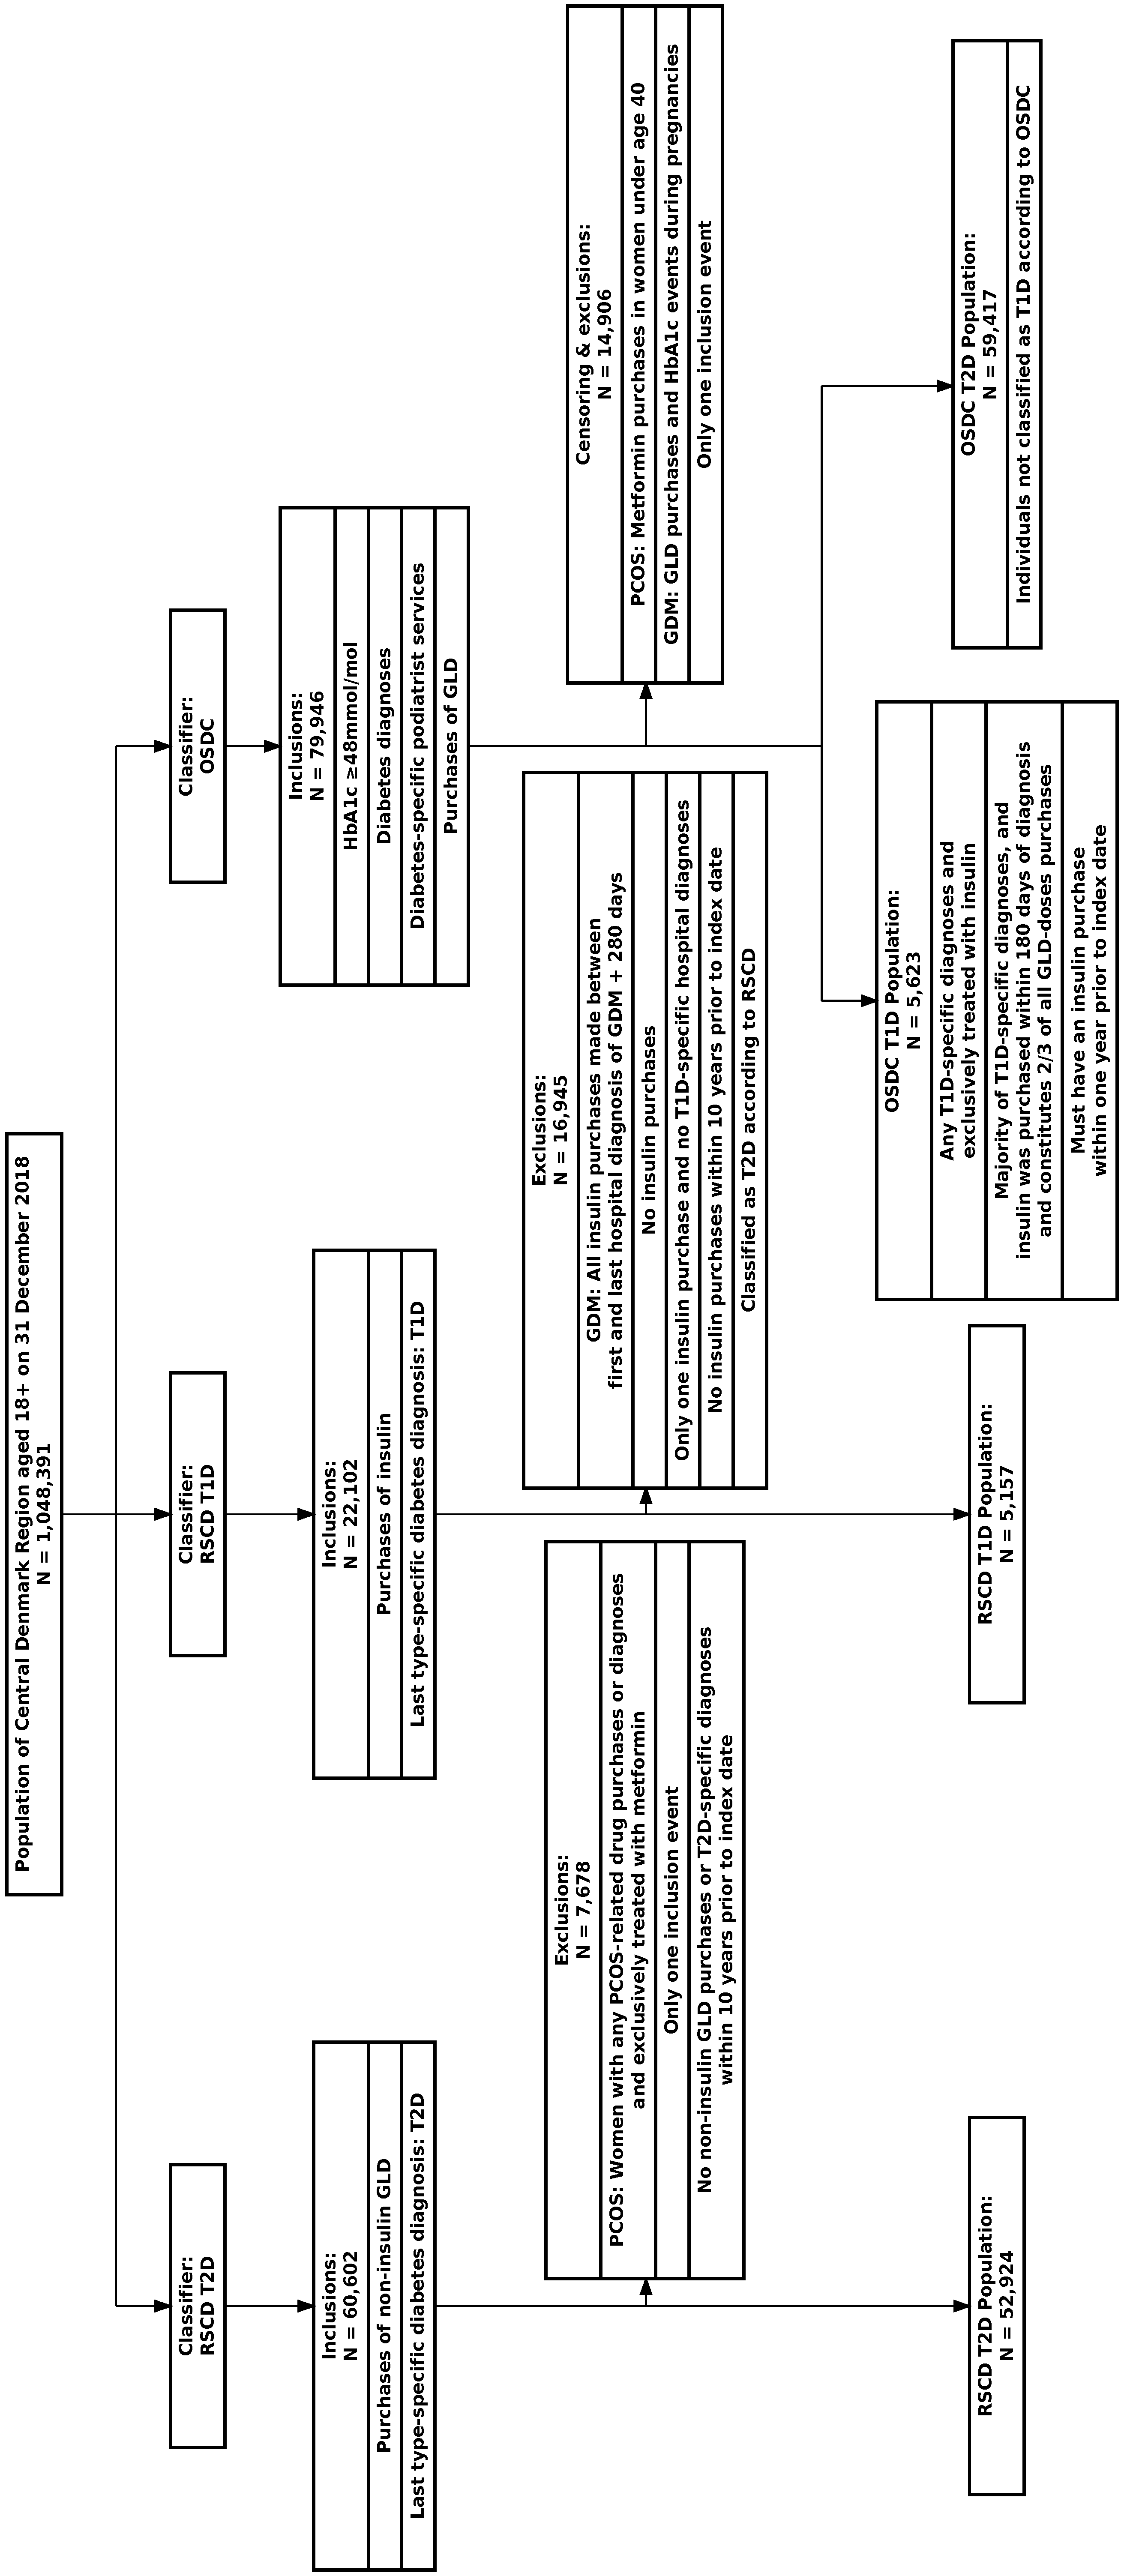 Population of Central Denmark Region aged 18+ on 31 December 2018
N = 1,048,391
Classifier:
RSCD T2D
Classifier:
RSCD T1D
Classifier:
OSDC
Inclusions:
N = 60,602
Purchases of non-insulin GLD
Last type-specific diabetes diagnosis: T2D
Inclusions:
N = 22,102
Purchases of insulin
Last type-specific diabetes diagnosis: T1D
Inclusions:
N = 79,946
HbA1c ≥48mmol/mol
Diabetes diagnoses
Diabetes-specific podiatrist services
Purchases of GLD
Exclusions:
N = 7,678
PCOS: Women with any PCOS-related drug purchases or diagnoses
and exclusively treated with metformin
Only one inclusion event
No non-insulin GLD purchases or T2D-specific diagnoses
within 10 years prior to index date
Exclusions:
N = 16,945
GDM: All insulin purchases made between
first and last hospital diagnosis of GDM + 280 days
No insulin purchases
Only one insulin purchase and no T1D-specific hospital diagnoses
No insulin purchases within 10 years prior to index date
Classified as T2D according to RSCD
Censoring & exclusions:
N = 14,906
PCOS: Metformin purchases in women under age 40
GDM: GLD purchases and HbA1c events during pregnancies
Only one inclusion event
RSCD T2D Population:
N = 52,924
RSCD T1D Population:
N = 5,157
OSDC T1D Population:
N = 5,623
Any T1D-specific diagnoses and
exclusively treated with insulin
Majority of T1D-specific diagnoses, and
insulin was purchased within 180 days of diagnosis
and constitutes 2/3 of all GLD-doses purchases
Must have an insulin purchase
within one year prior to index date
OSDC T2D Population:
N = 59,417
Individuals not classified as T1D according to OSDC